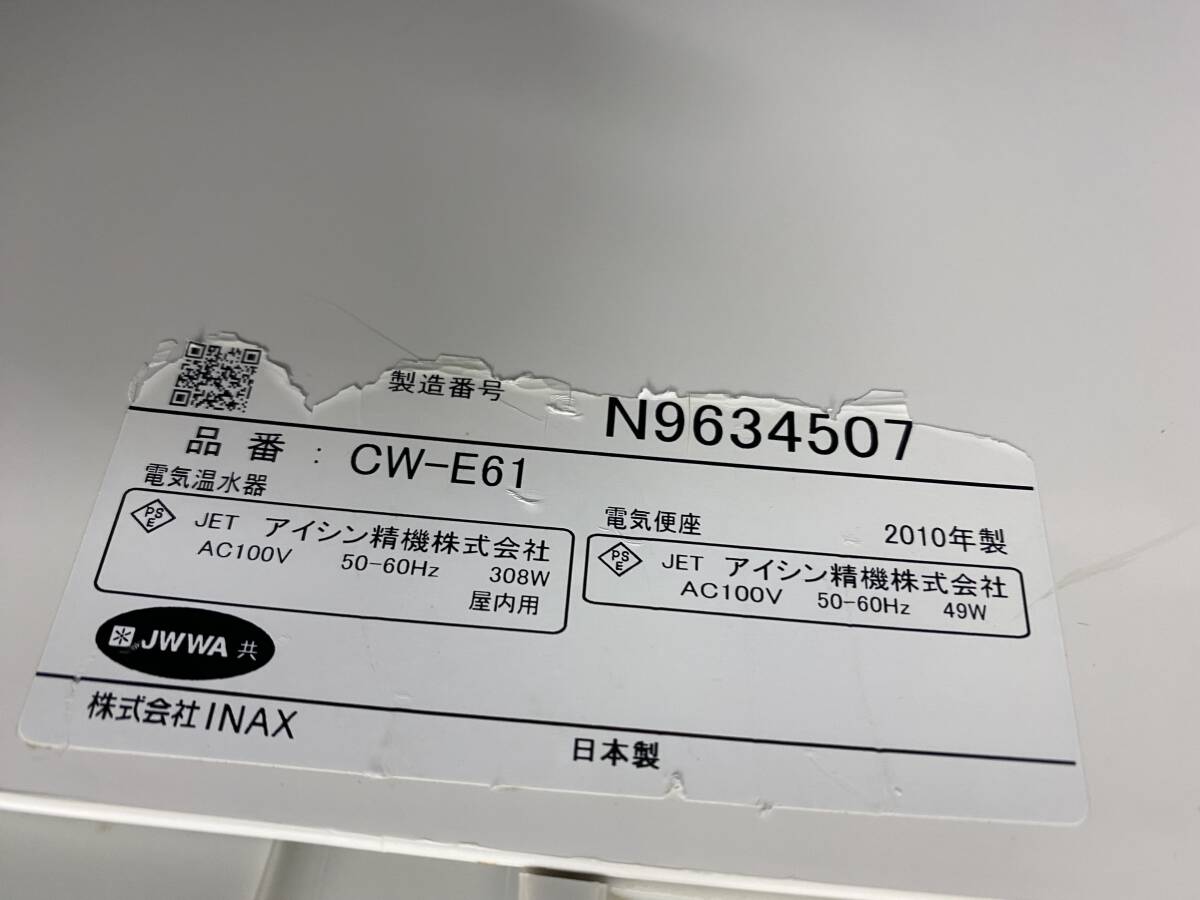 製造番号 N9634507
品番：CW-E61
電気温水器
PSE JET アイシン精機株式会社
AC100V 50-60Hz 308W
屋内用
電気便座 2010年製
PSE JET アイシン精機株式会社
AC100V 50-60Hz 49W
JWWA 共
株式会社INAX
日本製